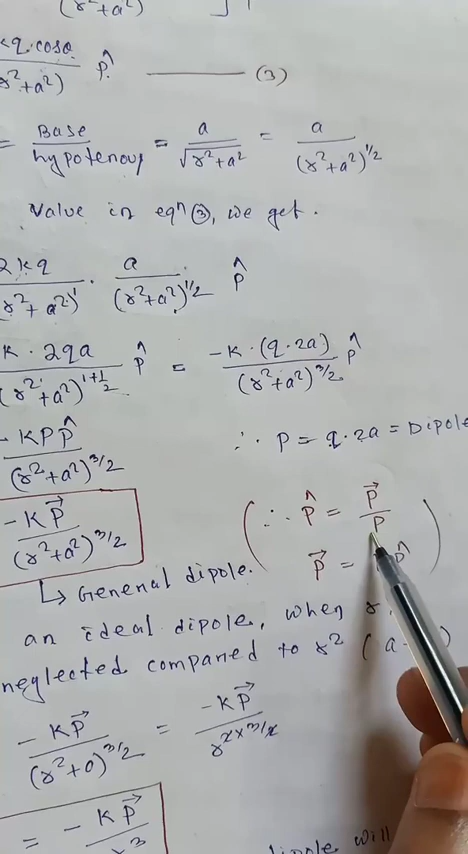 (r²+a²) ]
kq·cosθ / r²+a²) P̂ ——— (3)
= Base / hypotenous = a / √r²+a² = a / (r²+a²)^1/2
Value in eqⁿ ③, we get.
2kq / r²+a²)¹ · a / (r²+a²)^1/2 P̂
K·2qa / (r²+a²)^1+1/2 P̂ = -K·(q·2a) / (r²+a²)^3/2 P̂
-KPP̂ / (r²+a²)^3/2 ∴ P = q·2a = Dipole
-KP⃗ / (r²+a²)^3/2 (∵ P̂ = P⃗ / P
↳ General dipole. P⃗ = P̂)
an ideal dipole, when r
neglected compared to r² (a
-KP⃗ / (r²+0)^3/2 = -KP⃗ / r^2×3/2
= -KP⃗ / r³
dipole will